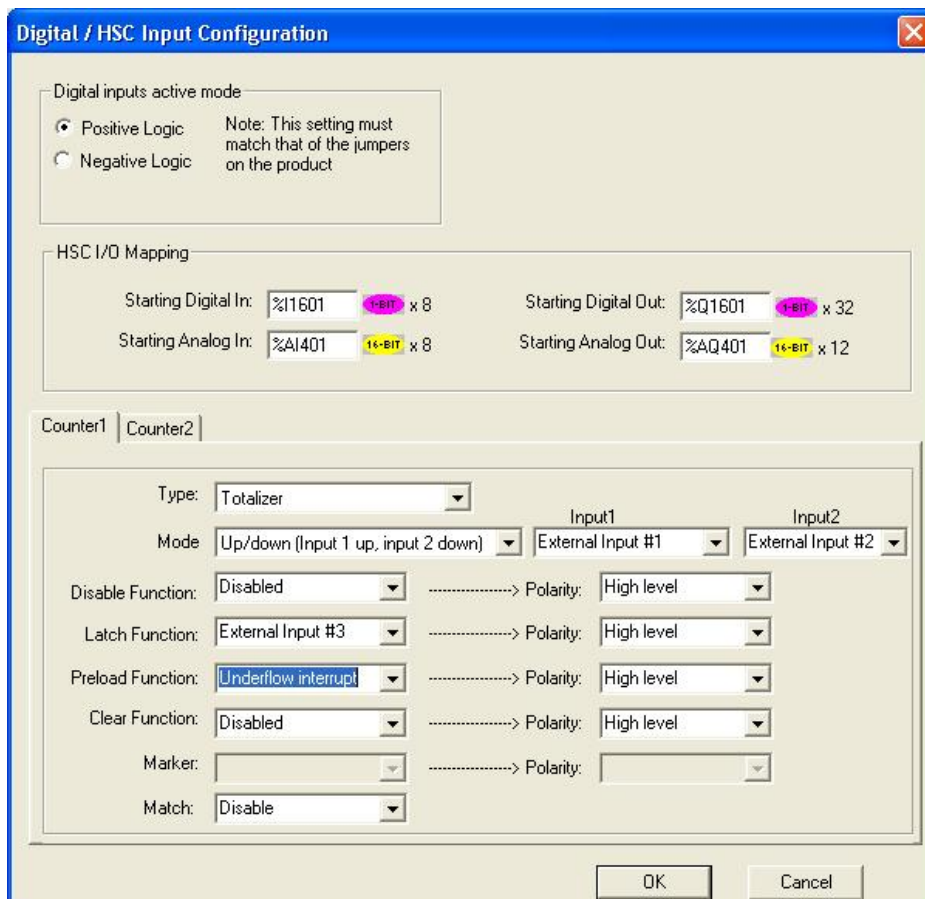 Digital / HSC Input Configuration
Digital inputs active mode
Positive Logic
Negative Logic
Note: This setting must
match that of the jumpers
on the product
HSC I/O Mapping
Starting Digital In: %I1601 1-BIT x 8 Starting Digital Out: %Q1601 1-BIT x 32
Starting Analog In: %AI401 16-BIT x 8 Starting Analog Out: %AQ401 16-BIT x 12
Counter1 Counter2
Type: Totalizer
Input1 Input2
Mode Up/down (Input 1 up, input 2 down) External Input #1 External Input #2
Disable Function: Disabled -----------------> Polarity: High level
Latch Function: External Input #3 -----------------> Polarity: High level
Preload Function: Underflow interrupt -----------------> Polarity: High level
Clear Function: Disabled -----------------> Polarity: High level
Marker: -----------------> Polarity:
Match: Disable
OK Cancel